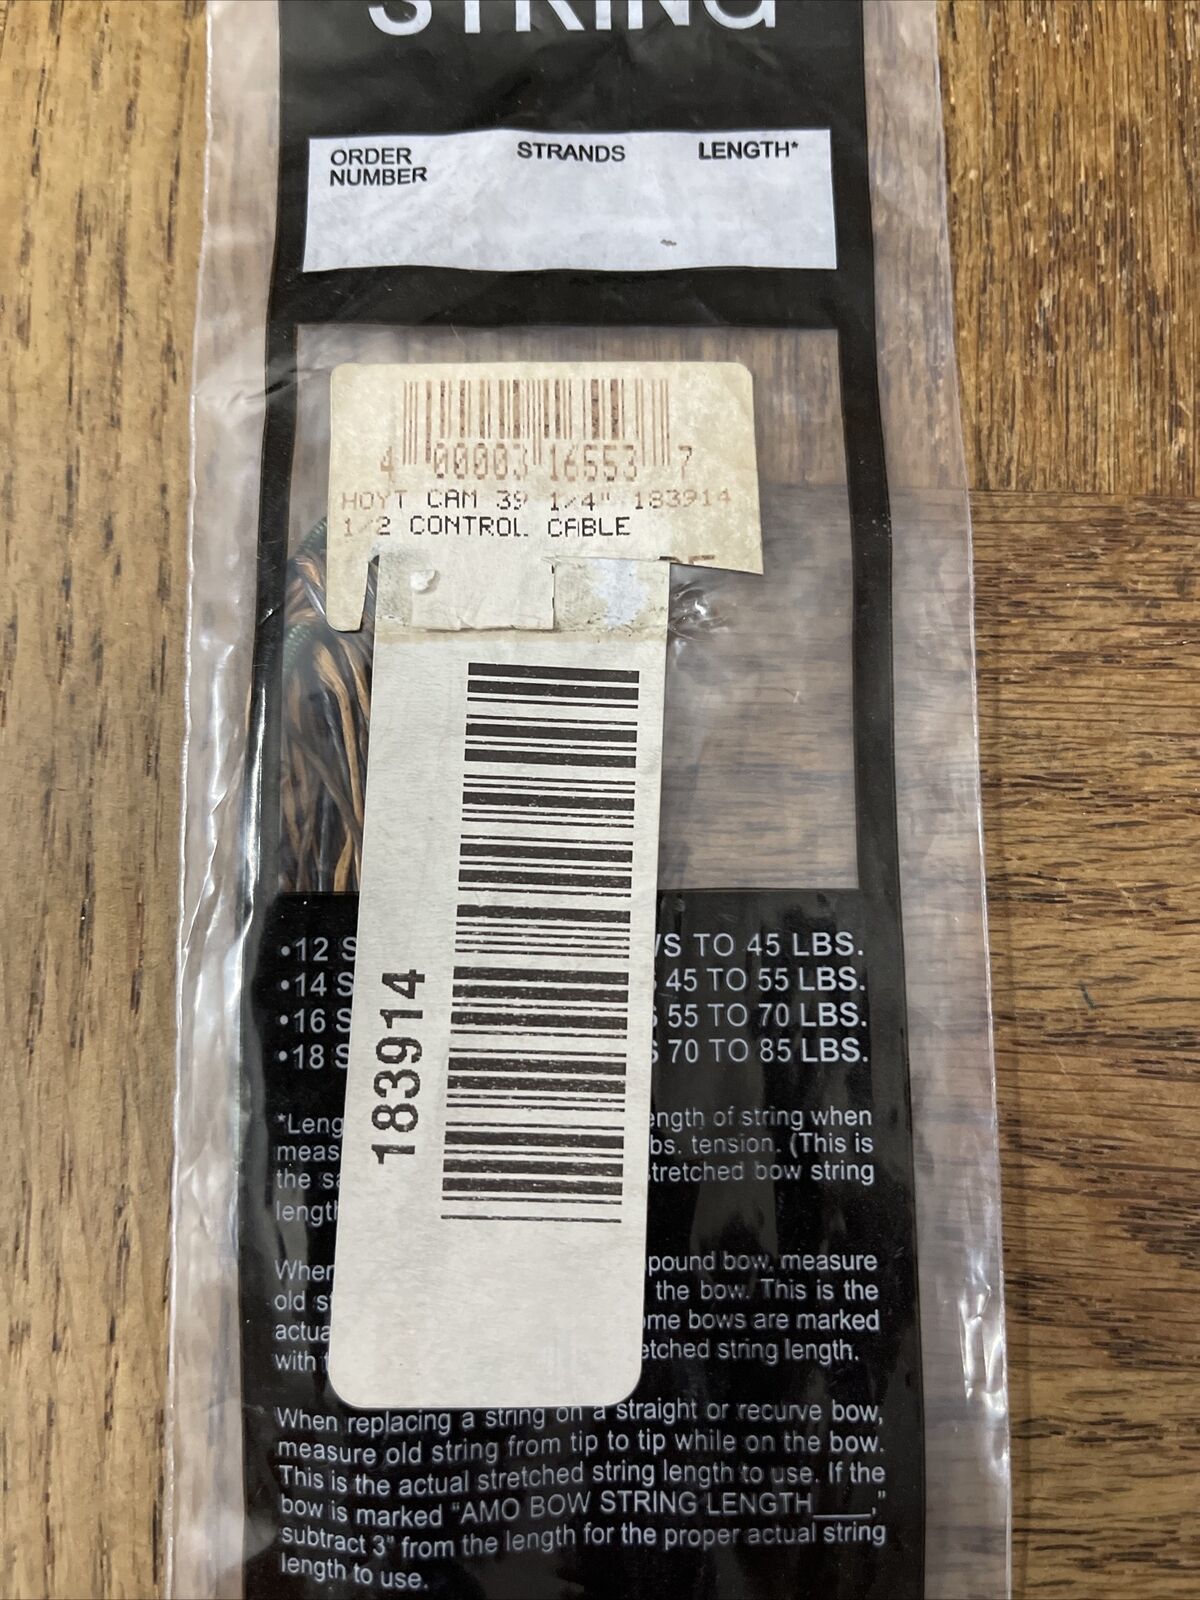 STRING
ORDER NUMBER STRANDS LENGTH*
4 00003 16553 7
HOYT CAM 39 1/4" 183914
1/2 CONTROL CABLE
183914
•12 S /S TO 45 LBS.
•14 S 45 TO 55 LBS.
•16 S 55 TO 70 LBS.
•18 S 70 TO 85 LBS.
*Leng ength of string when
meas bs. tension. (This is
the sa tretched bow string
length
When pound bow, measure
old st the bow. This is the
actua ome bows are marked
with t etched string length.
When replacing a string on a straight or recurve bow,
measure old string from tip to tip while on the bow.
This is the actual stretched string length to use. If the
bow is marked “AMO BOW STRING LENGTH ____,”
subtract 3" from the length for the proper actual string
length to use.